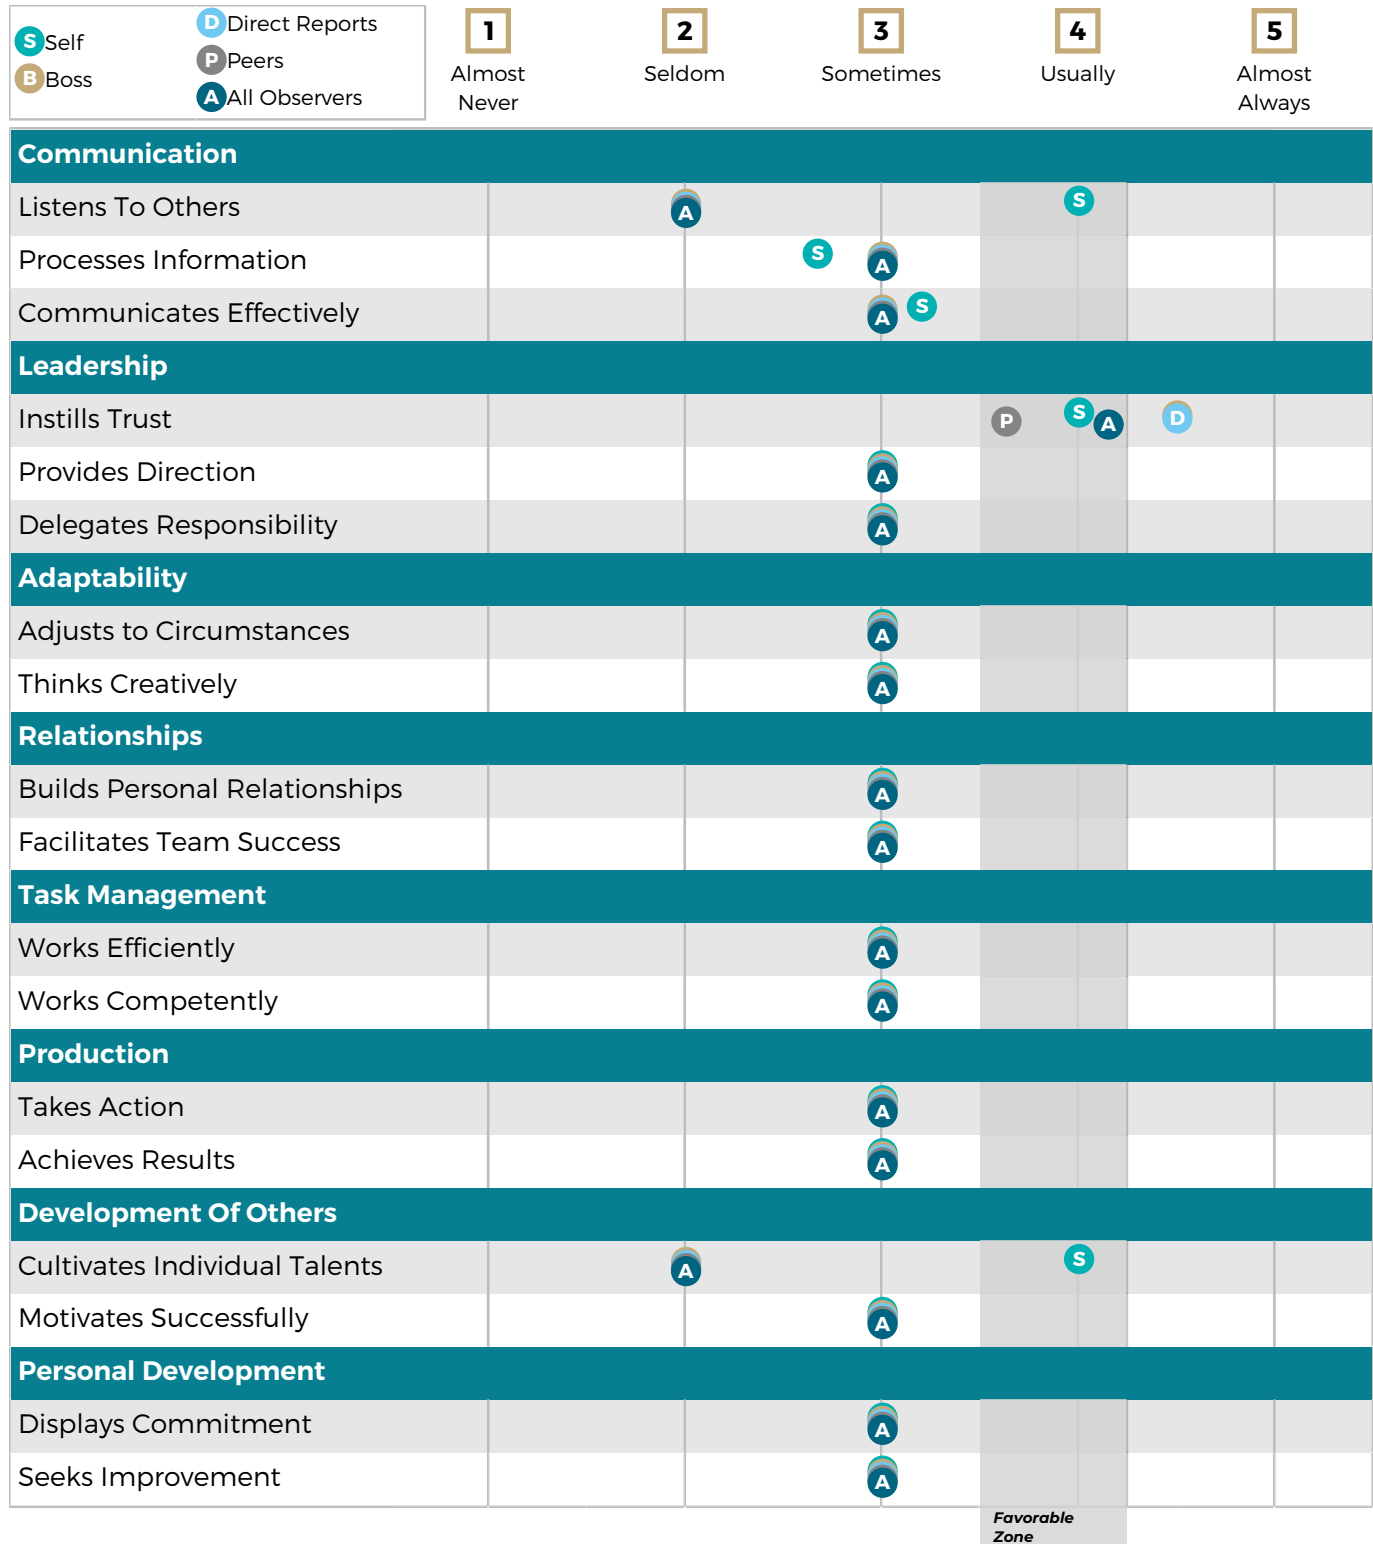 S Self
B Boss
D Direct Reports
P Peers
A All Observers
1
Almost
Never
2
Seldom
3
Sometimes
4
Usually
5
Almost
Always
Communication
Listens To Others
A
S
Processes Information
S
A
Communicates Effectively
A
S
Leadership
Instills Trust
P
S
A
D
Provides Direction
A
Delegates Responsibility
A
Adaptability
Adjusts to Circumstances
A
Thinks Creatively
A
Relationships
Builds Personal Relationships
A
Facilitates Team Success
A
Task Management
Works Efficiently
A
Works Competently
A
Production
Takes Action
A
Achieves Results
A
Development Of Others
Cultivates Individual Talents
A
S
Motivates Successfully
A
Personal Development
Displays Commitment
A
Seeks Improvement
A
Favorable
Zone